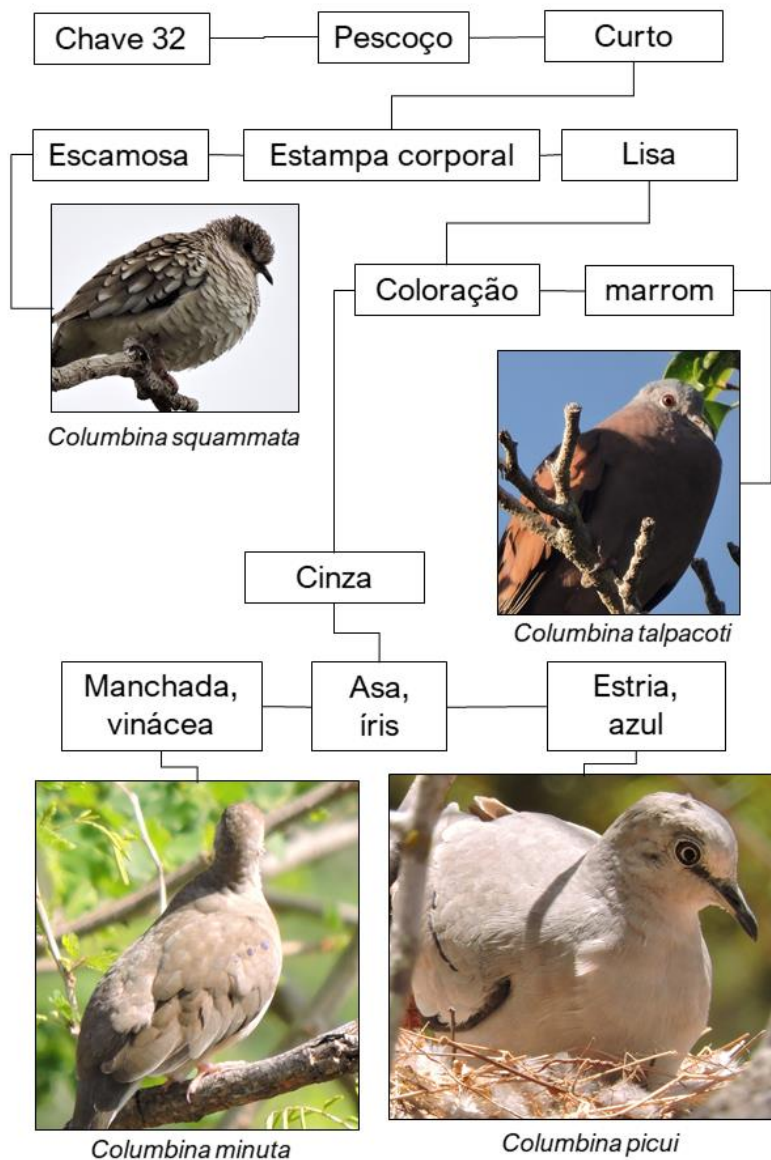 Chave 32
Pescoço
Curto
Escamosa
Estampa corporal
Lisa
Coloração
marrom
Columbina squammata
Cinza
Columbina talpacoti
Manchada,
vinácea
Asa,
íris
Estria,
azul
Columbina minuta
Columbina picui